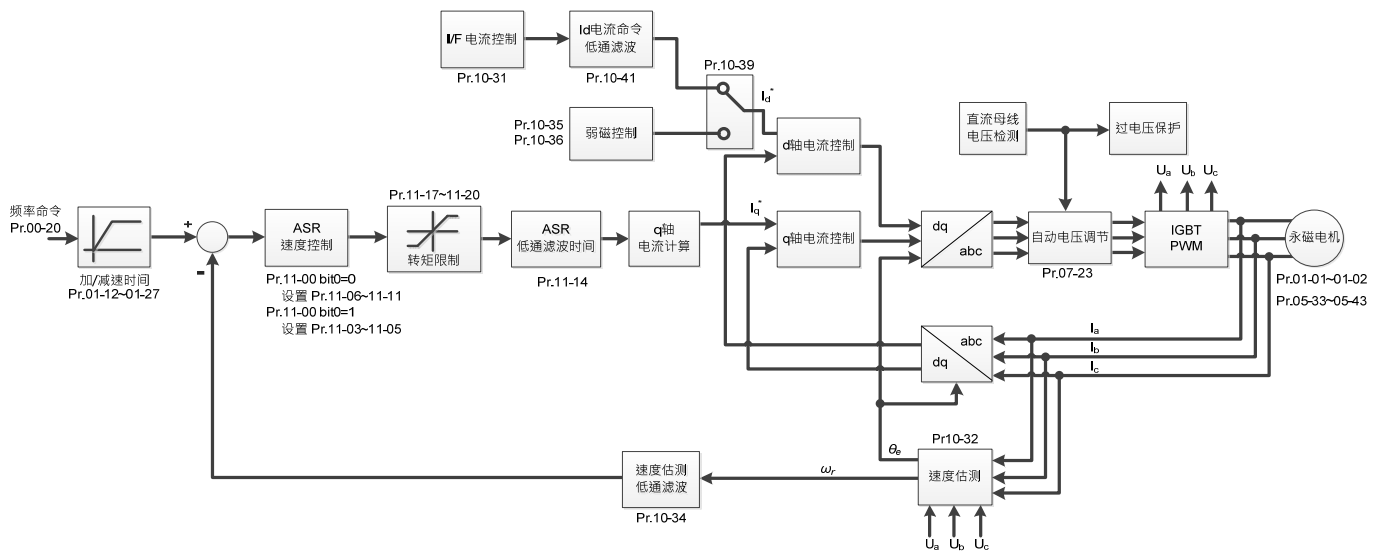 I/F 电流控制
Pr.10-31
Id电流命令
低通滤波
Pr.10-41
Pr.10-39
Id*
Pr.10-35
Pr.10-36
弱磁控制
d轴电流控制
直流母线
电压检测
过电压保护
Ua Ub Uc
频率命令
Pr.00-20
加/减速时间
Pr.01-12~01-27
+
-
ASR
速度控制
Pr.11-00 bit0=0
设置 Pr.11-06~11-11
Pr.11-00 bit0=1
设置 Pr.11-03~11-05
Pr.11-17~11-20
转矩限制
ASR
低通滤波时间
Pr.11-14
q轴
电流计算
Iq*
q轴电流控制
dq
abc
自动电压调节
Pr.07-23
IGBT
PWM
永磁电机
Pr.01-01~01-02
Pr.05-33~05-43
abc
dq
Ia
Ib
Ic
Pr10-32
速度估测
θe
ωr
速度估测
低通滤波
Pr.10-34
Ua Ub Uc